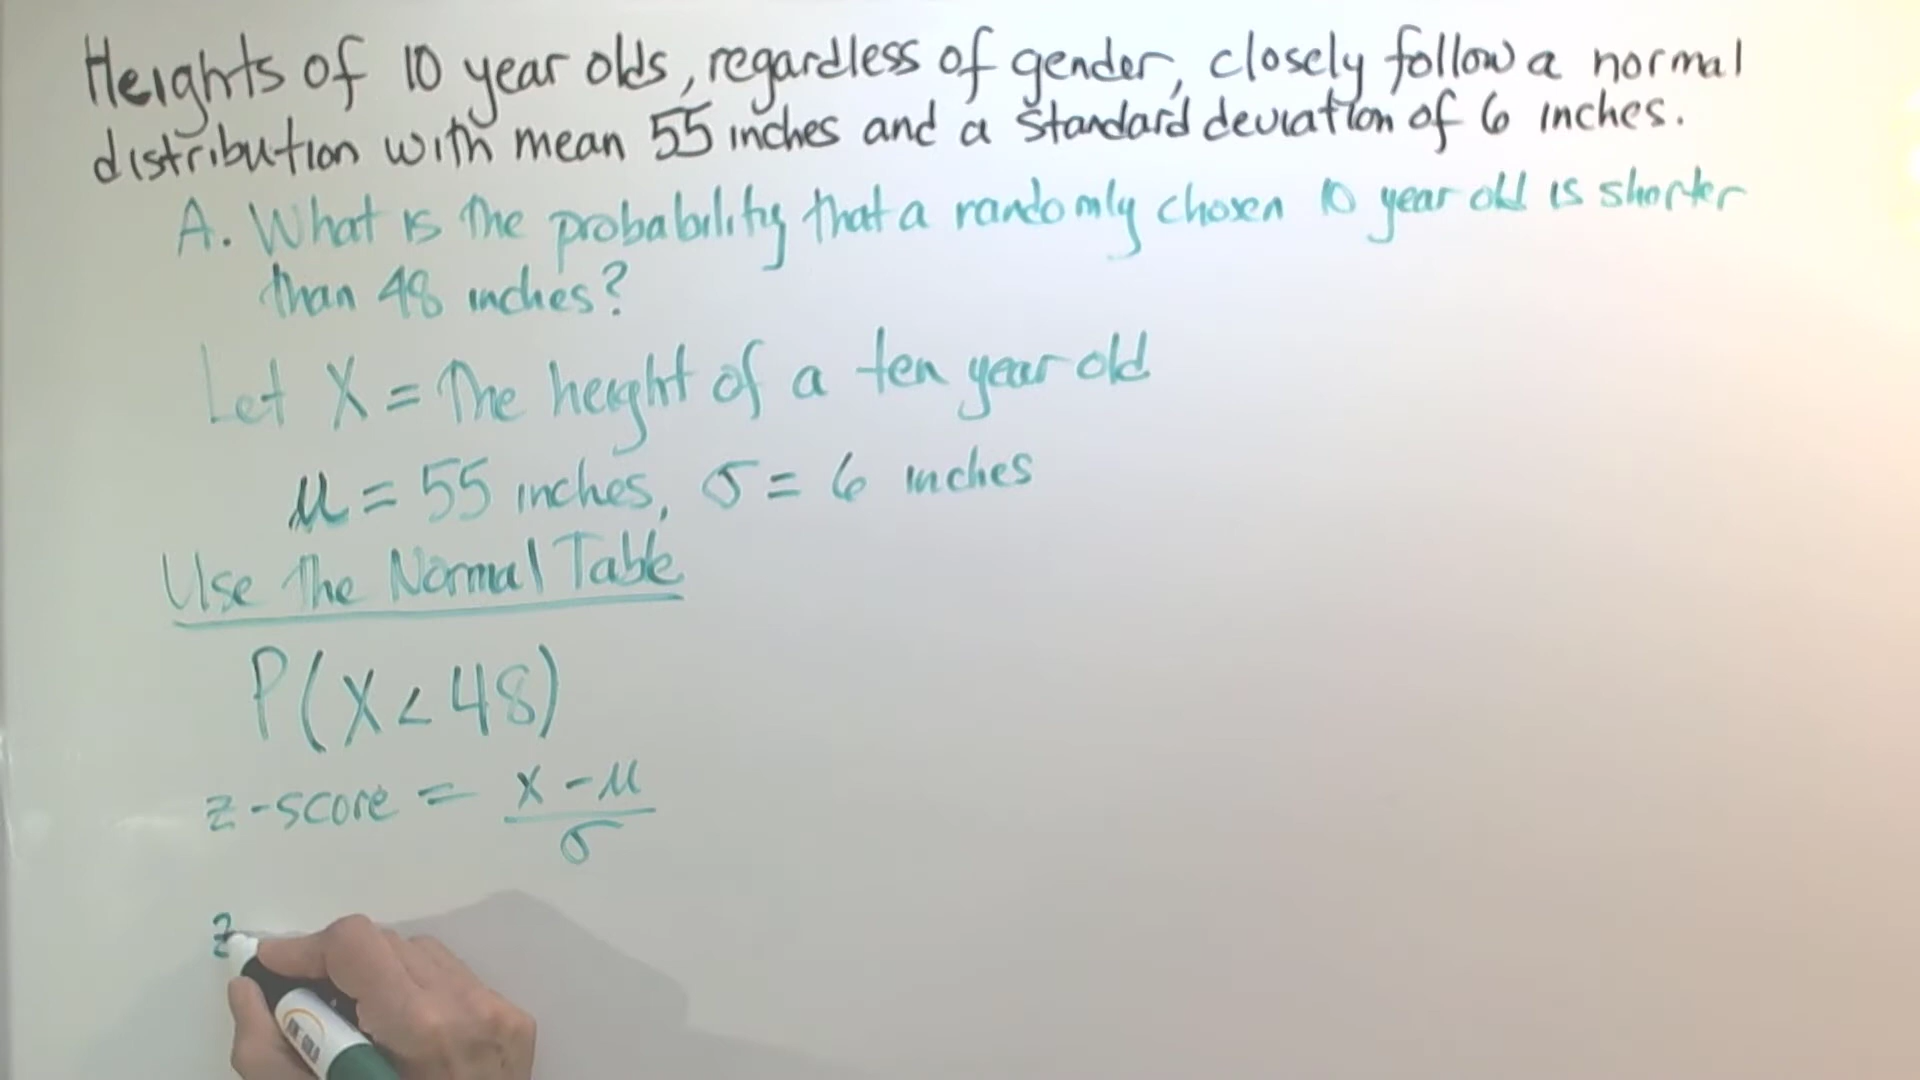 Heights of 10 year olds, regardless of gender, closely follow a normal
distribution with mean 55 inches and a standard deviation of 6 inches.
A. What is the probability that a randomly chosen 10 year old is shorter
than 48 inches?
Let X = The height of a ten year old
μ = 55 inches, σ = 6 inches
Use The Normal Table
P(X < 48)
z-score = x - μ / σ
z